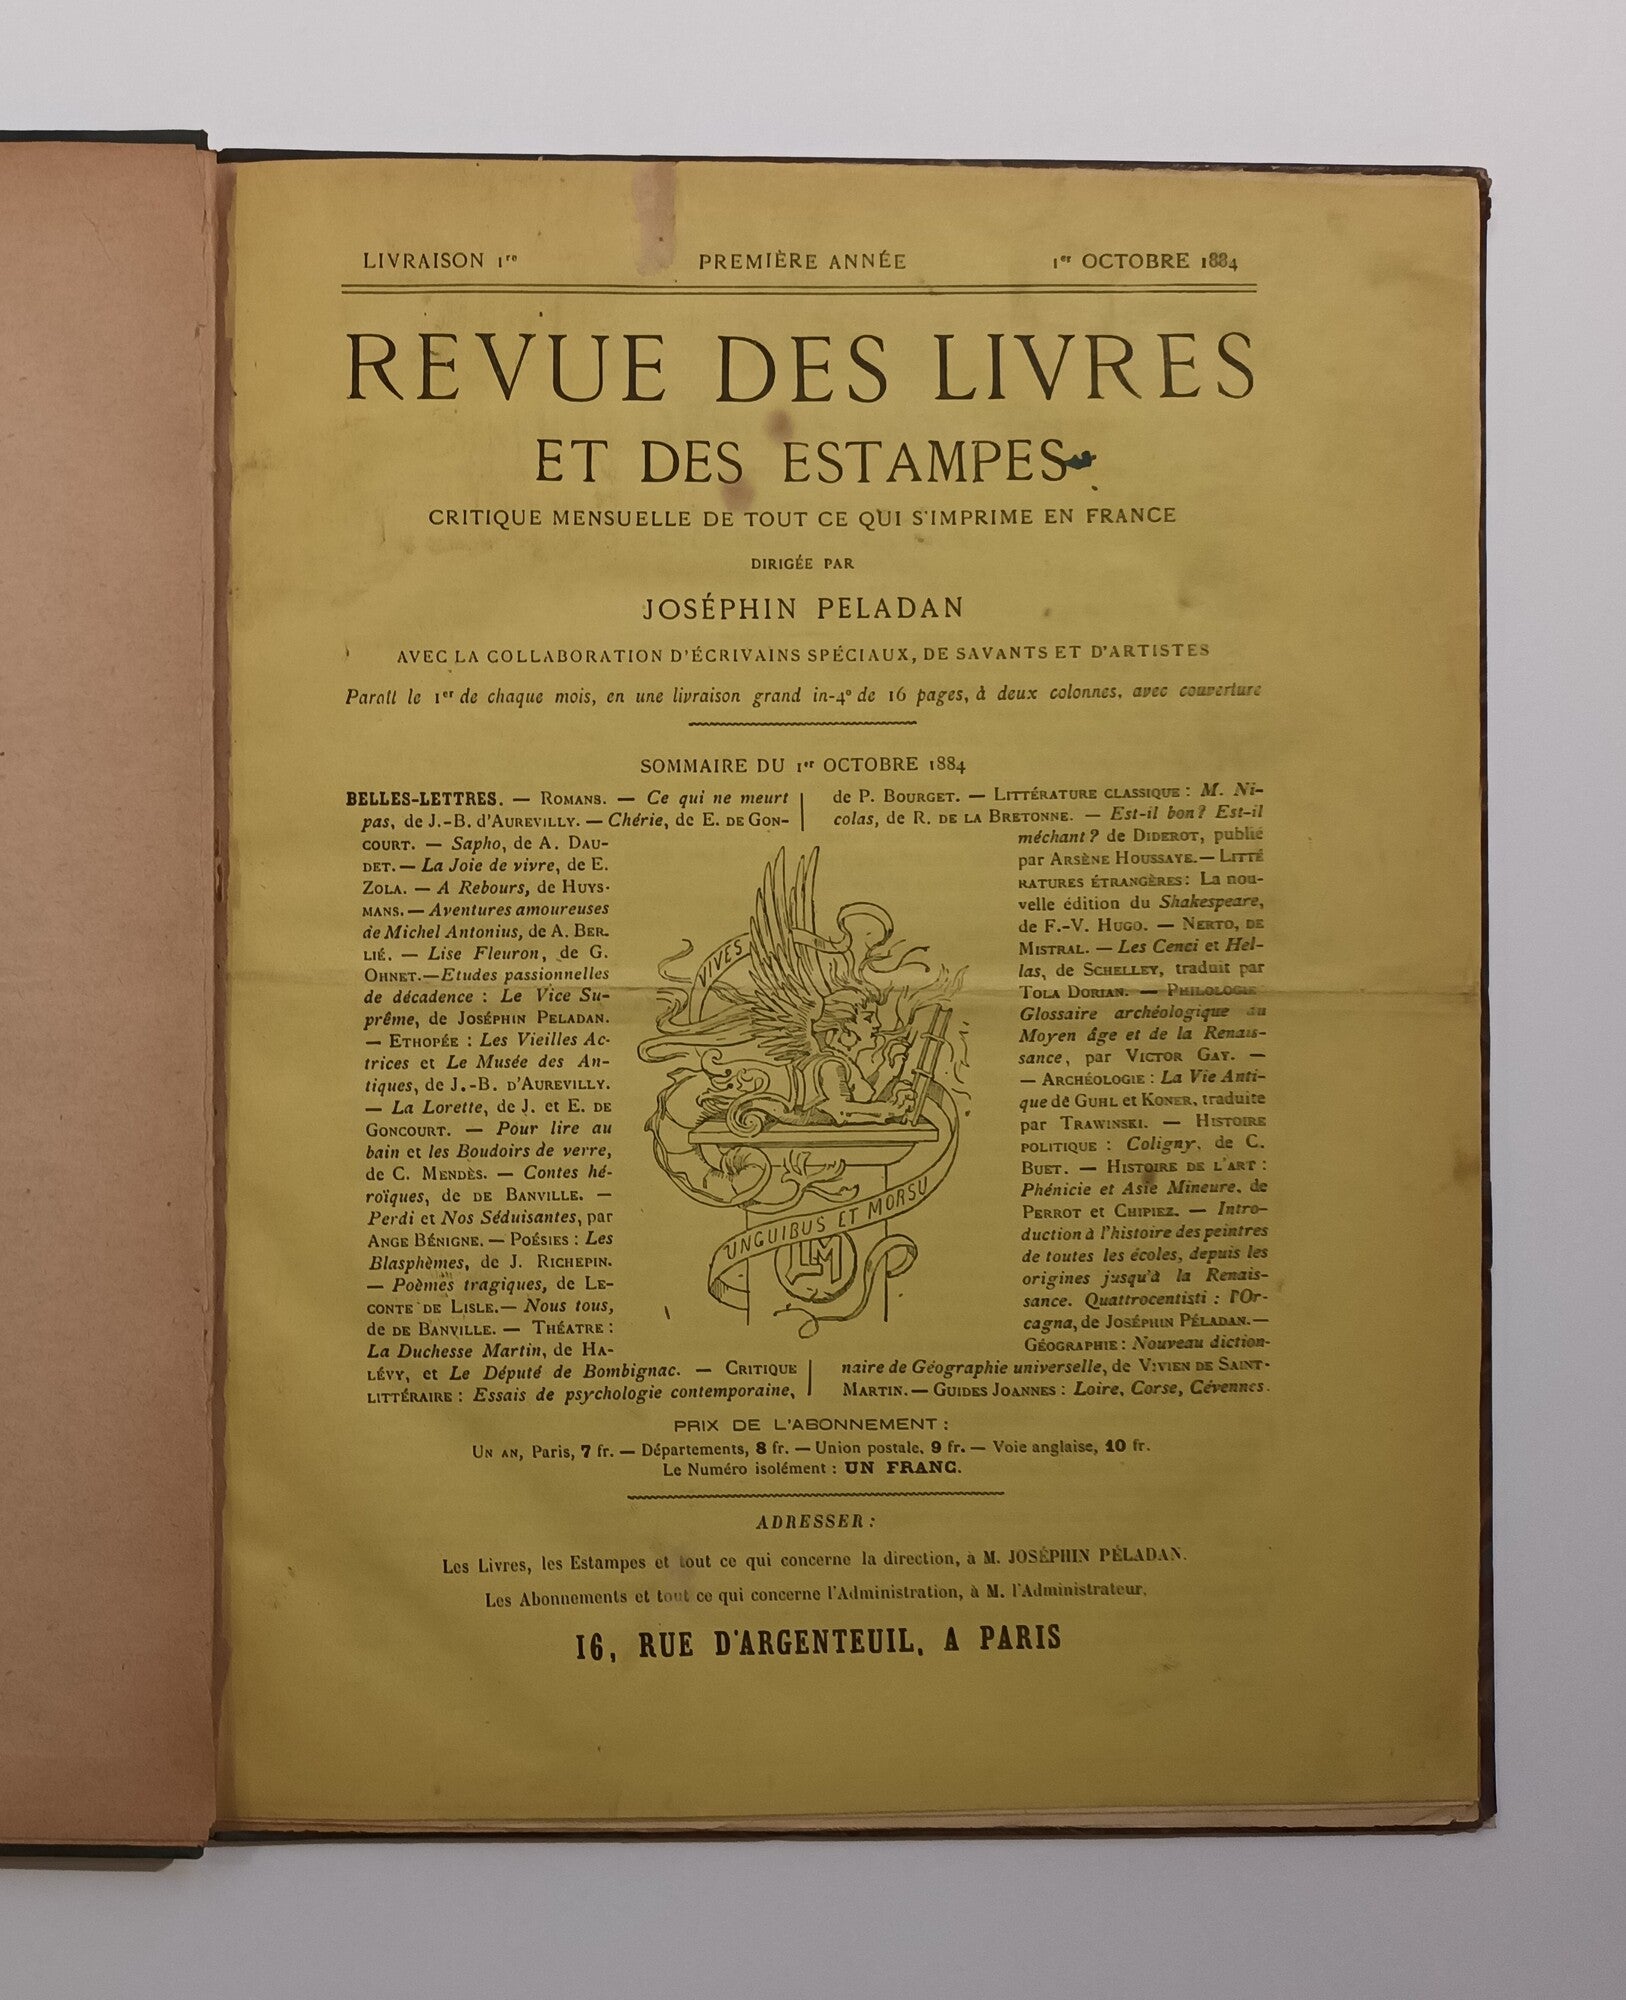 LIVRAISON 1re PREMIÈRE ANNÉE 1er OCTOBRE 1884
REVUE DES LIVRES
ET DES ESTAMPES
CRITIQUE MENSUELLE DE TOUT CE QUI S'IMPRIME EN FRANCE
DIRIGÉE PAR
JOSÉPHIN PELADAN
AVEC LA COLLABORATION D'ÉCRIVAINS SPÉCIAUX, DE SAVANTS ET D'ARTISTES
Paraît le 1er de chaque mois, en une livraison grand in-4º de 16 pages, à deux colonnes, avec couverture
SOMMAIRE DU 1er OCTOBRE 1884
BELLES-LETTRES. — ROMANS. — Ce qui ne meurt
pas, de J.-B. D'AUREVILLY. — Chérie, de E. DE GON-
COURT. — Sapho, de A. DAU-
DET. — La Joie de vivre, de E.
ZOLA. — A Rebours, de HUYS-
MANS. — Aventures amoureuses
de Michel Antonius, de A. BER-
LIÉ. — Lise Fleuron, de G.
OHNET. — Etudes passionnelles
de décadence : Le Vice Su-
prême, de JOSÉPHIN PELADAN.
— ETHOPÉE : Les Vieilles Ac-
trices et Le Musée des An-
tiques, de J.-B. D'AUREVILLY.
— La Lorette, de J. et E. DE
GONCOURT. — Pour lire au
bain et les Boudoirs de verre,
de C. MENDÈS. — Contes hé-
roïques, de DE BANVILLE. —
Perdi et Nos Séduisantes, par
ANGE BÉNIGNE. — POÉSIES : Les
Blasphèmes, de J. RICHEPIN.
— Poèmes tragiques, de LE-
CONTE DE LISLE. — Nous tous,
de DE BANVILLE. — THÉATRE :
La Duchesse Martin, de HA-
LÉVY, et Le Député de Bombignac. — CRITIQUE
LITTÉRAIRE : Essais de psychologie contemporaine,
de P. BOURGET. — LITTÉRATURE CLASSIQUE : M. Ni-
colas, de R. DE LA BRETONNE. — Est-il bon? Est-il
méchant? de DIDEROT, publié
par ARSÈNE HOUSSAYE. — LITTÉ
RATURES ÉTRANGÈRES : La nou-
velle édition du Shakespeare,
de F.-V. HUGO. — NERTO, DE
MISTRAL. — Les Cenci et Hel-
las, de SCHELLEY, traduit par
TOLA DORIAN. — PHILOLOGIE
Glossaire archéologique au
Moyen âge et de la Renais-
sance, par VICTOR GAY. —
— ARCHÉOLOGIE : La Vie Anti-
que de GUHL et KONER, traduite
par TRAWINSKI. — HISTOIRE
POLITIQUE : Coligny, de C.
BUET. — HISTOIRE DE L'ART :
Phénicie et Asie Mineure, de
PERROT et CHIPIEZ. — Intro-
duction à l'histoire des peintres
de toutes les écoles, depuis les
origines jusqu'à la Renais-
sance. Quattrocentisti : l'Or-
cagna, de JOSÉPHIN PÉLADAN. —
GÉOGRAPHIE : Nouveau diction-
naire de Géographie universelle, de VIVIEN DE SAINT-
MARTIN. — GUIDES JOANNES : Loire, Corse, Cévennes.
VIVES
UNGUIBUS ET MORSU
LM
PRIX DE L'ABONNEMENT :
UN AN, Paris, 7 fr. — Départements, 8 fr. — Union postale, 9 fr. — Voie anglaise, 10 fr.
Le Numéro isolément : UN FRANC.
ADRESSER :
Les Livres, les Estampes et tout ce qui concerne la direction, à M. JOSÉPHIN PÉLADAN.
Les Abonnements et tout ce qui concerne l'Administration, à M. l'Administrateur,
16, RUE D'ARGENTEUIL, A PARIS